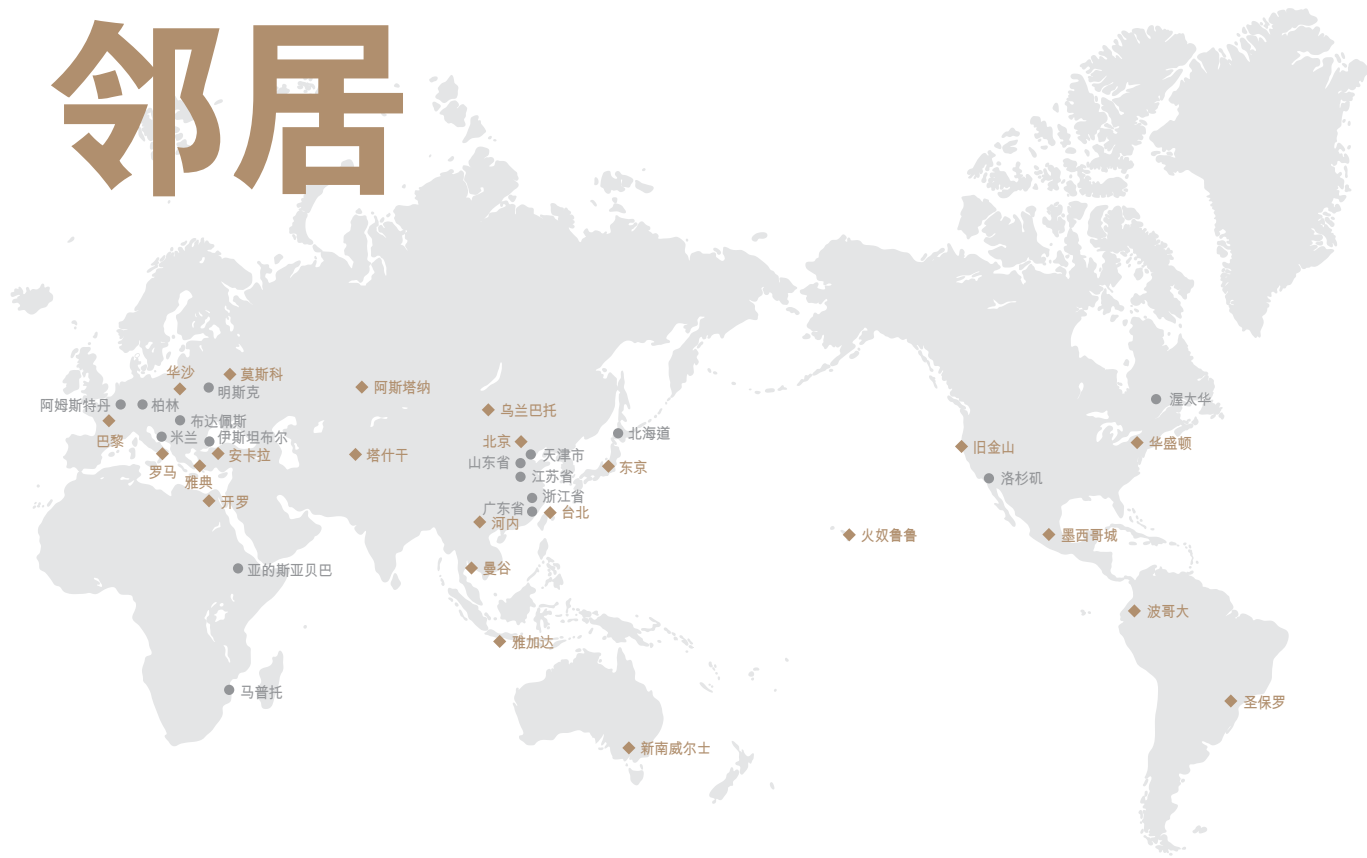 邻居
华沙
莫斯科
明斯克
阿斯塔纳
阿姆斯特丹
柏林
布达佩斯
巴黎
米兰
伊斯坦布尔
安卡拉
罗马
雅典
开罗
塔什干
乌兰巴托
北京
天津市
山东省
江苏省
浙江省
广东省
台北
河内
北海道
东京
曼谷
雅加达
亚的斯亚贝巴
马普托
新南威尔士
火奴鲁鲁
渥太华
旧金山
华盛顿
洛杉矶
墨西哥城
波哥大
圣保罗